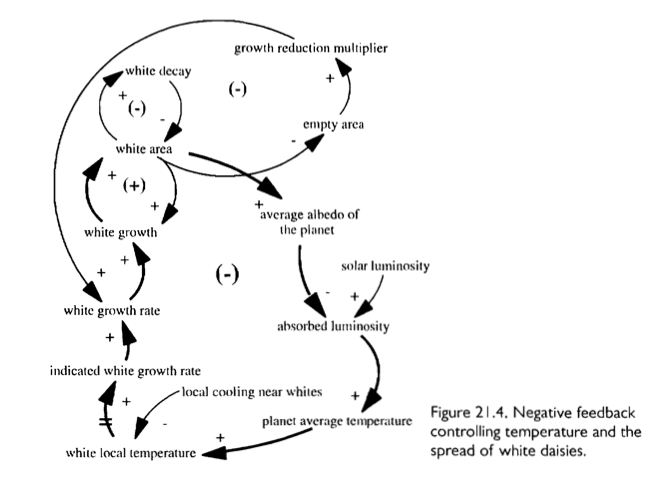 growth reduction multiplier
white decay
(-)
+
+
(-)
-
empty area
-
white area
+
(+)
+
+
average albedo of
the planet
white growth
+
(-)
solar luminosity
+
-
+
white growth rate
absorbed luminosity
+
indicated white growth rate
local cooling near whites
+
+
-
planet average temperature
+
white local temperature
Figure 21.4. Negative feedback
controlling temperature and the
spread of white daisies.